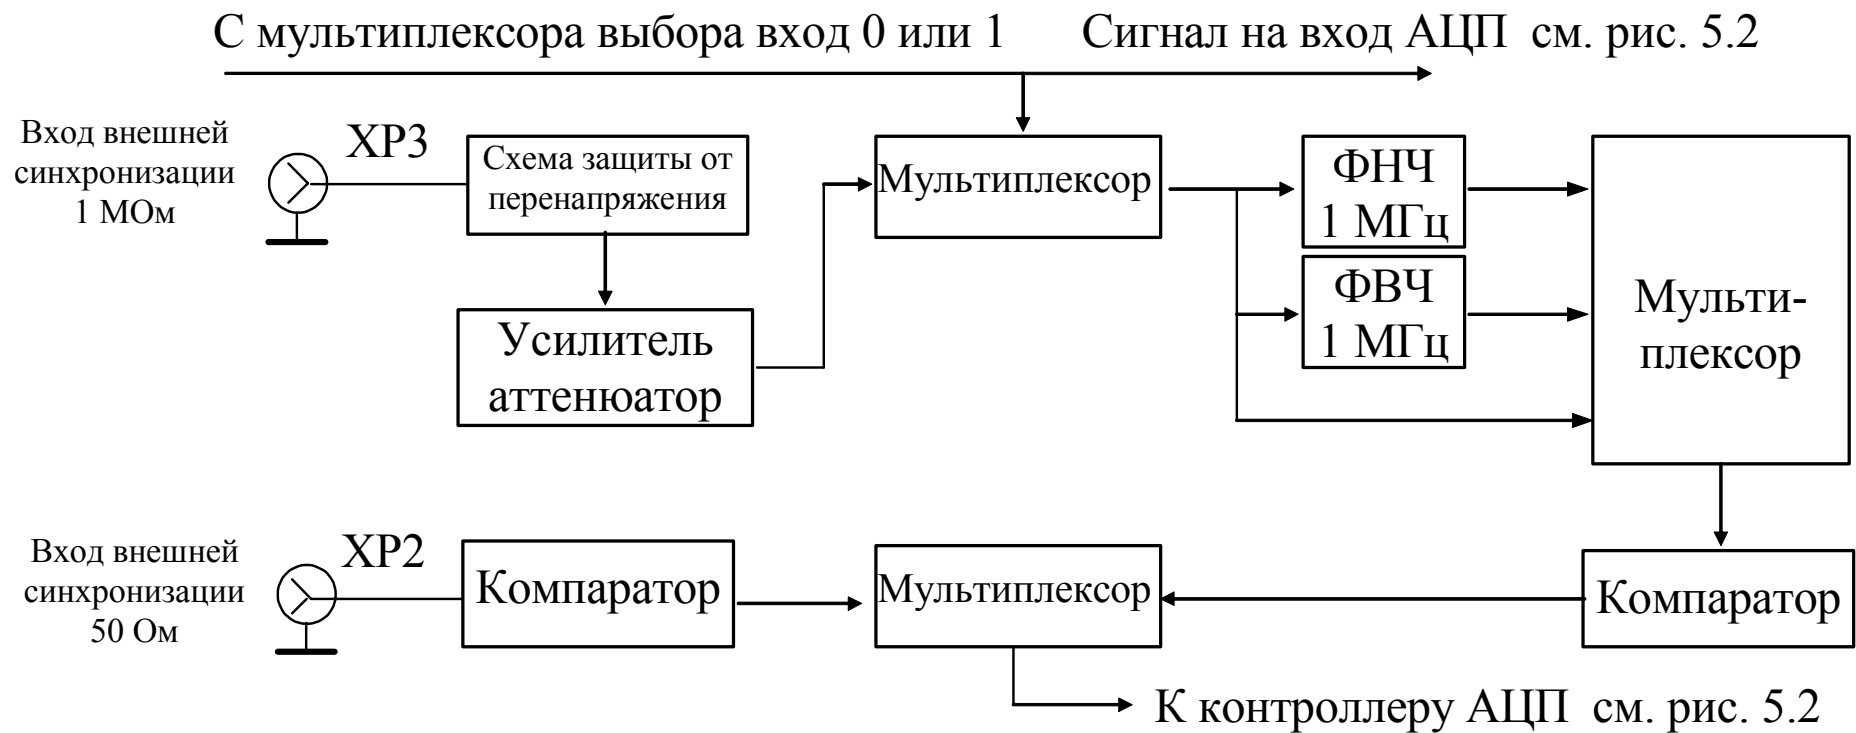 С мультиплексора выбора вход 0 или 1
Сигнал на вход АЦП см. рис. 5.2
Вход внешней
синхронизации
1 МОм
ХР3
Схема защиты от
перенапряжения
Мультиплексор
ФНЧ
1 МГц
ФВЧ
1 МГц
Мульти-
плексор
Усилитель
аттенюатор
Вход внешней
синхронизации
50 Ом
ХР2
Компаратор
Мультиплексор
Компаратор
К контроллеру АЦП см. рис. 5.2